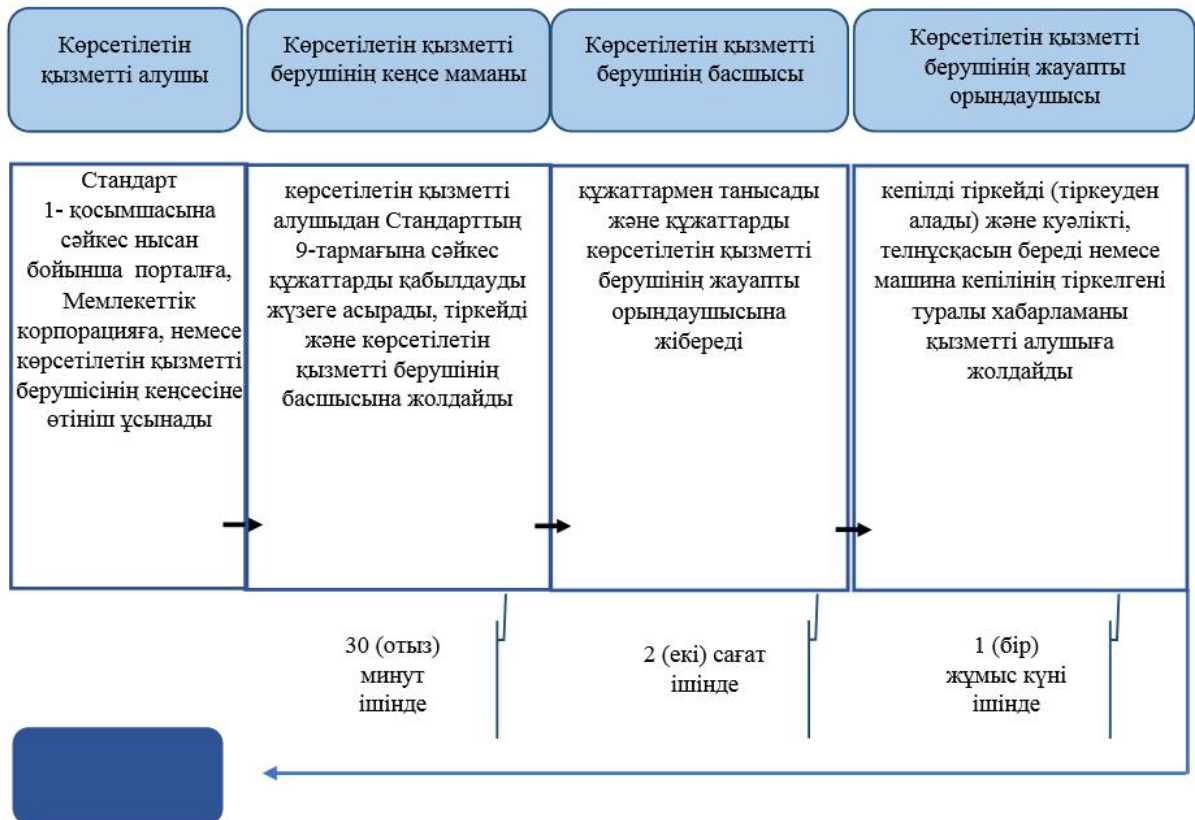 Көрсетілетін
қызметті алушы
Көрсетілетін қызметті
берушінің кеңсе маманы
Көрсетілетін қызметті
берушінің басшысы
Көрсетілетін қызметті
берушінің жауапты
орындаушысы
Стандарт
1- қосымшасына
сәйкес нысан
бойынша порталға,
Мемлекеттік
корпорацияға, немесе
көрсетілетін қызметті
берушісінің кеңсесіне
өтініш ұсынады
көрсетілетін қызметті
алушыдан Стандарттың
9-тармағына сәйкес
құжаттарды қабылдауды
жүзеге асырады, тіркейді
және көрсетілетін
қызметті берушінің
басшысына жолдайды
құжаттармен танысады
және құжаттарды
көрсетілетін қызметті
берушінің жауапты
орындаушысына
жібереді
кепілді тіркейді (тіркеуден
алады) және куәлікті,
телнұсқасын береді немесе
машина кепілінің тіркелгені
туралы хабарламаны
қызметті алушыға
жолдайды
30 (отыз)
минут
ішінде
2 (екі) сағат
ішінде
1 (бір)
жұмыс күні
ішінде